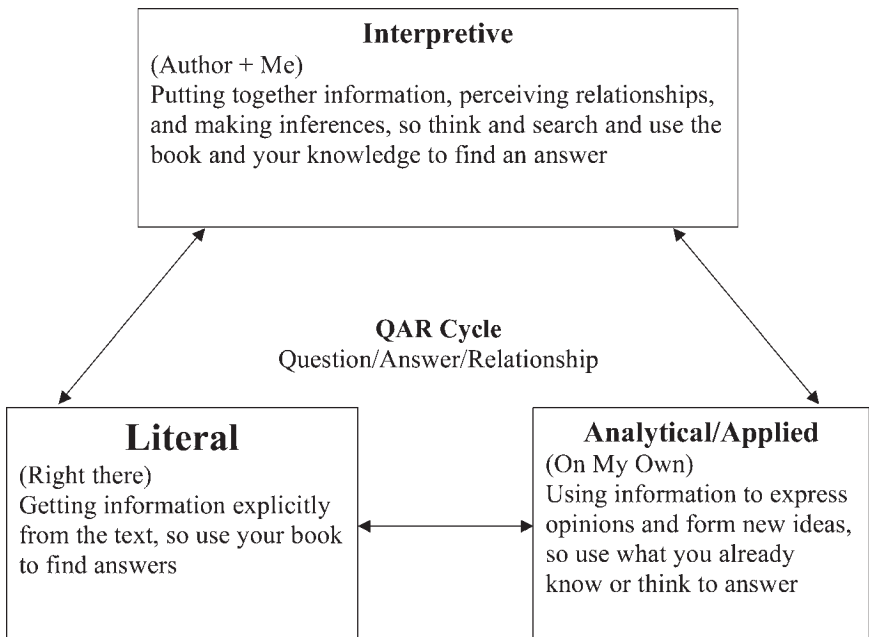 Interpretive
(Author + Me)
Putting together information, perceiving relationships,
and making inferences, so think and search and use the
book and your knowledge to find an answer
QAR Cycle
Question/Answer/Relationship
Literal
(Right there)
Getting information explicitly
from the text, so use your book
to find answers
Analytical/Applied
(On My Own)
Using information to express
opinions and form new ideas,
so use what you already
know or think to answer